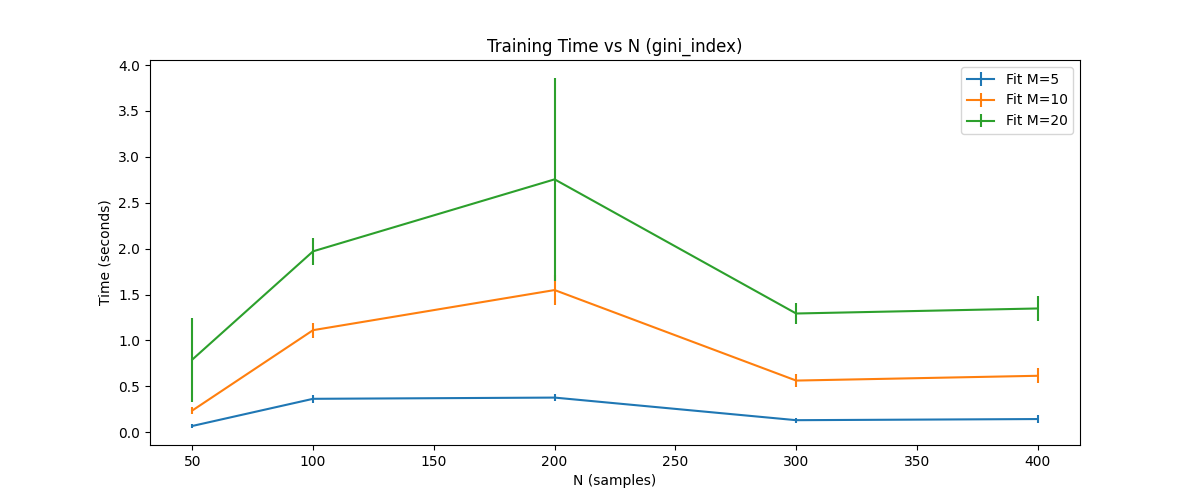 Training Time vs N (gini_index)
Fit M=5
Fit M=10
Fit M=20
Time (seconds)
4.0
3.5
3.0
2.5
2.0
1.5
1.0
0.5
0.0
50 100 150 200 250 300 350 400
N (samples)